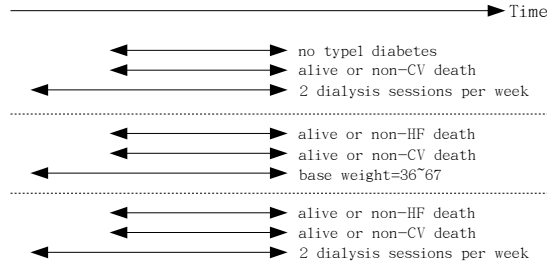 Time
no typeI diabetes
alive or non-CV death
2 dialysis sessions per week
alive or non-HF death
alive or non-CV death
base weight=36~67
alive or non-HF death
alive or non-CV death
2 dialysis sessions per week